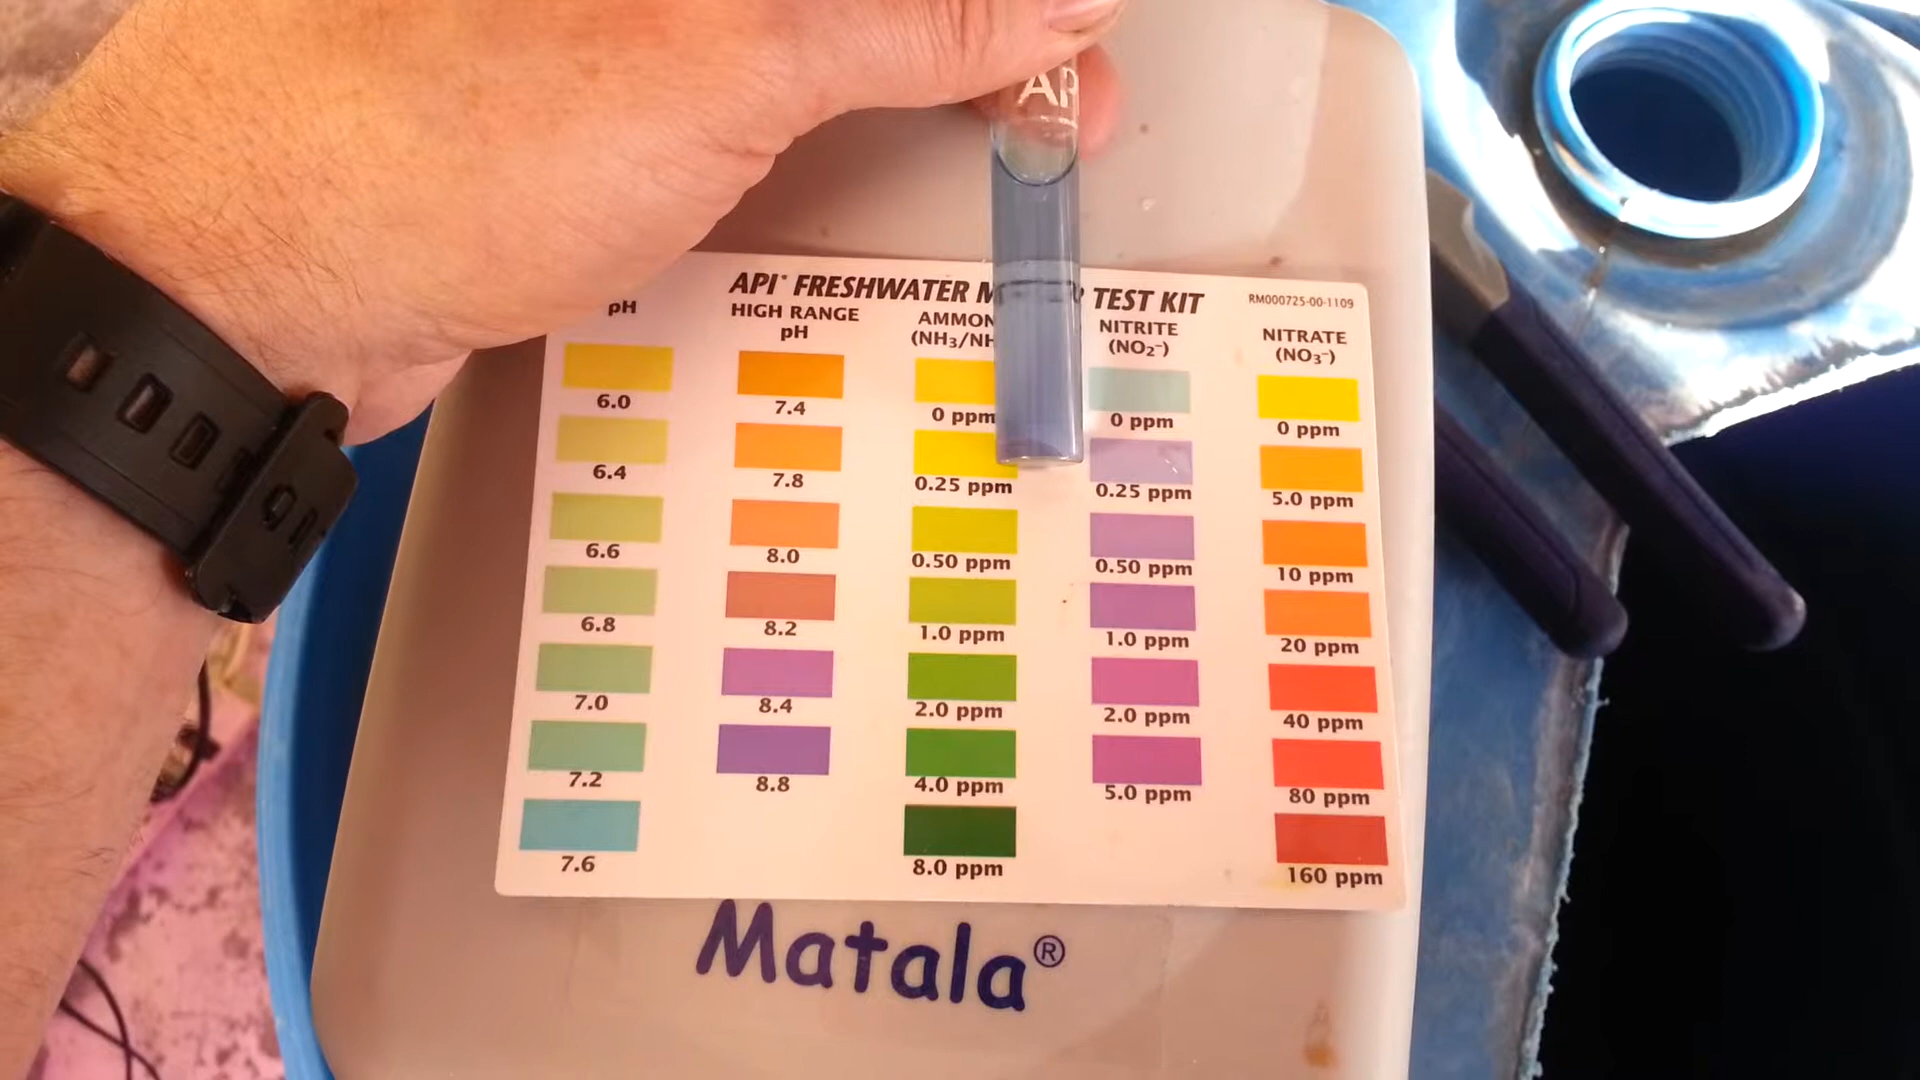 AP
API® FRESHWATER M TEST KIT
RM000725-00-1109
pH
HIGH RANGE
pH
AMMON
(NH₃/NH
NITRITE
(NO₂⁻)
NITRATE
(NO₃⁻)
6.0 7.4 0 ppm 0 ppm 0 ppm
6.4 7.8 0.25 ppm 0.25 ppm 5.0 ppm
6.6 8.0 0.50 ppm 0.50 ppm 10 ppm
6.8 8.2 1.0 ppm 1.0 ppm 20 ppm
7.0 8.4 2.0 ppm 2.0 ppm 40 ppm
7.2 8.8 4.0 ppm 5.0 ppm 80 ppm
7.6 8.0 ppm 160 ppm
Matala®